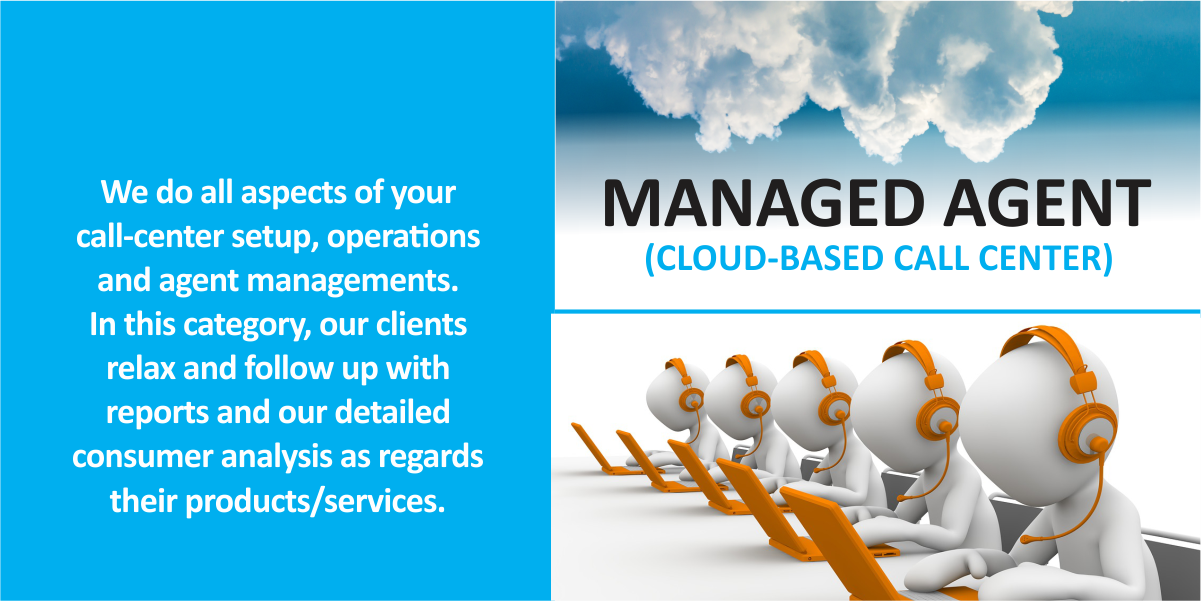 We do all aspects of your
call-center setup, operations
and agent managements.
In this category, our clients
relax and follow up with
reports and our detailed
consumer analysis as regards
their products/services.
MANAGED AGENT
(CLOUD-BASED CALL CENTER)